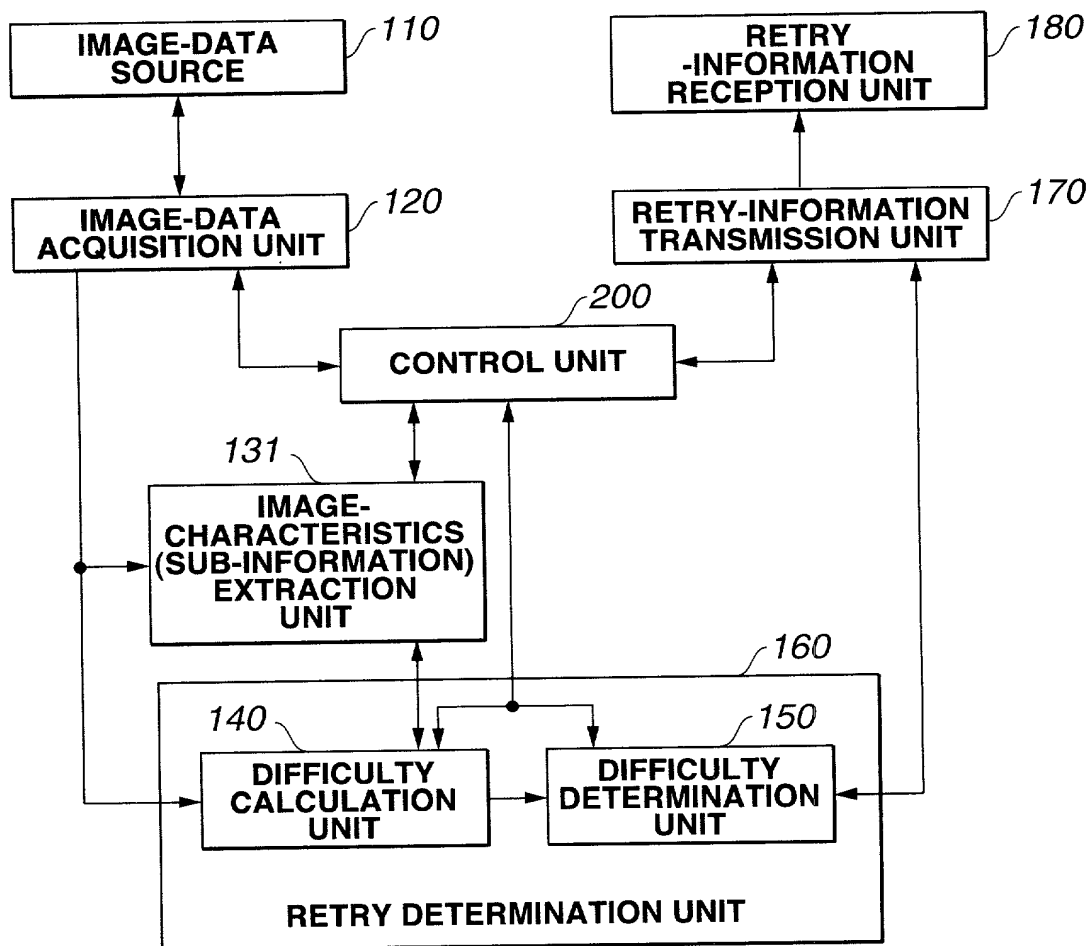 IMAGE-DATA
SOURCE
110
RETRY
-INFORMATION
RECEPTION UNIT
180
IMAGE-DATA
ACQUISITION UNIT
120
RETRY-INFORMATION
TRANSMISSION UNIT
170
200
CONTROL UNIT
131
IMAGE-
CHARACTERISTICS
(SUB-INFORMATION)
EXTRACTION
UNIT
160
140
DIFFICULTY
CALCULATION
UNIT
150
DIFFICULTY
DETERMINATION
UNIT
RETRY DETERMINATION UNIT